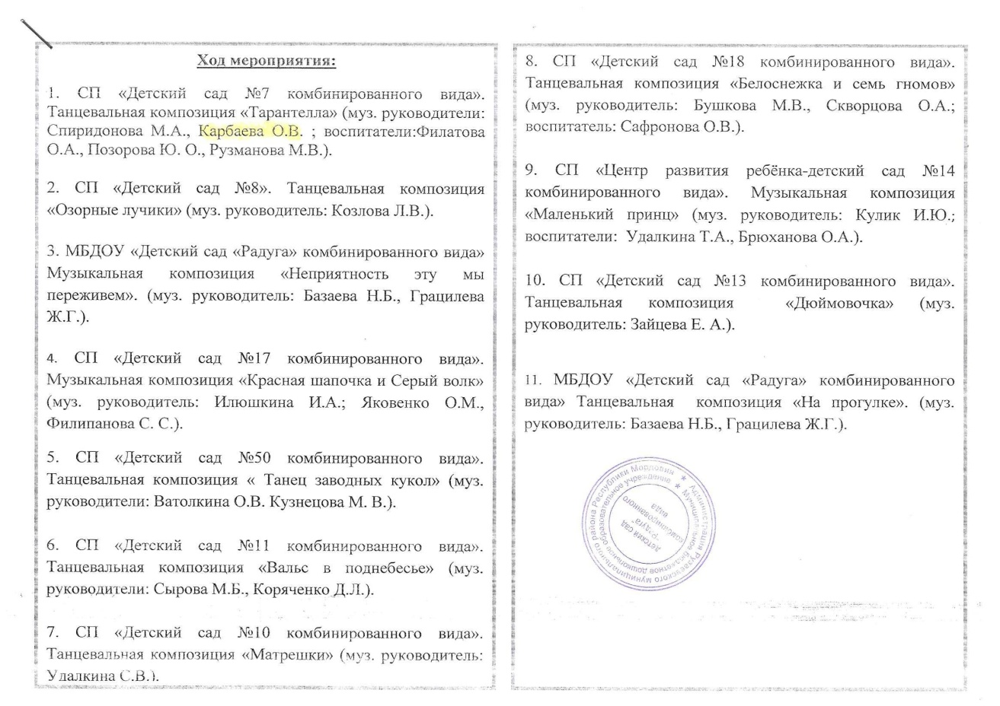 Ход мероприятия:
1. СП «Детский сад №7 комбинированного вида».
Танцевальная композиция «Тарантелла» (муз. руководители:
Спиридонова М.А., Карбаева О.В. ; воспитатели:Филатова
О.А., Позорова Ю. О., Рузманова М.В.).
2. СП «Детский сад №8». Танцевальная композиция
«Озорные лучики» (муз. руководитель: Козлова Л.В.).
3. МБДОУ «Детский сад «Радуга» комбинированного вида»
Музыкальная композиция «Неприятность эту мы
переживем». (муз. руководитель: Базаева Н.Б., Грацилева
Ж.Г.).
4. СП «Детский сад №17 комбинированного вида».
Музыкальная композиция «Красная шапочка и Серый волк»
(муз. руководитель: Илюшкина И.А.; Яковенко О.М.,
Филипанова С. С.).
5. СП «Детский сад №50 комбинированного вида».
Танцевальная композиция « Танец заводных кукол» (муз.
руководители: Ватолкина О.В. Кузнецова М. В.).
6. СП «Детский сад №11 комбинированного вида».
Танцевальная композиция «Вальс в поднебесье» (муз.
руководители: Сырова М.Б., Коряченко Д.Л.).
7. СП «Детский сад №10 комбинированного вида».
Танцевальная композиция «Матрешки» (муз. руководитель:
Удалкина С.В.).
8. СП «Детский сад №18 комбинированного вида».
Танцевальная композиция «Белоснежка и семь гномов»
(муз. руководитель: Бушкова М.В., Скворцова О.А.;
воспитатель: Сафронова О.В.).
9. СП «Центр развития ребёнка-детский сад №14
комбинированного вида». Музыкальная композиция
«Маленький принц» (муз. руководитель: Кулик И.Ю.;
воспитатели: Удалкина Т.А., Брюханова О.А.).
10. СП «Детский сад №13 комбинированного вида».
Танцевальная композиция «Дюймовочка» (муз.
руководитель: Зайцева Е. А.).
11. МБДОУ «Детский сад «Радуга» комбинированного
вида» Танцевальная композиция «На прогулке». (муз.
руководитель: Базаева Н.Б., Грацилева Ж.Г.).
Администрация Рузаевского муниципального района Республики Мордовия
Муниципальное бюджетное дошкольное образовательное учреждение
Детский сад
"Радуга"
комбинированного
вида